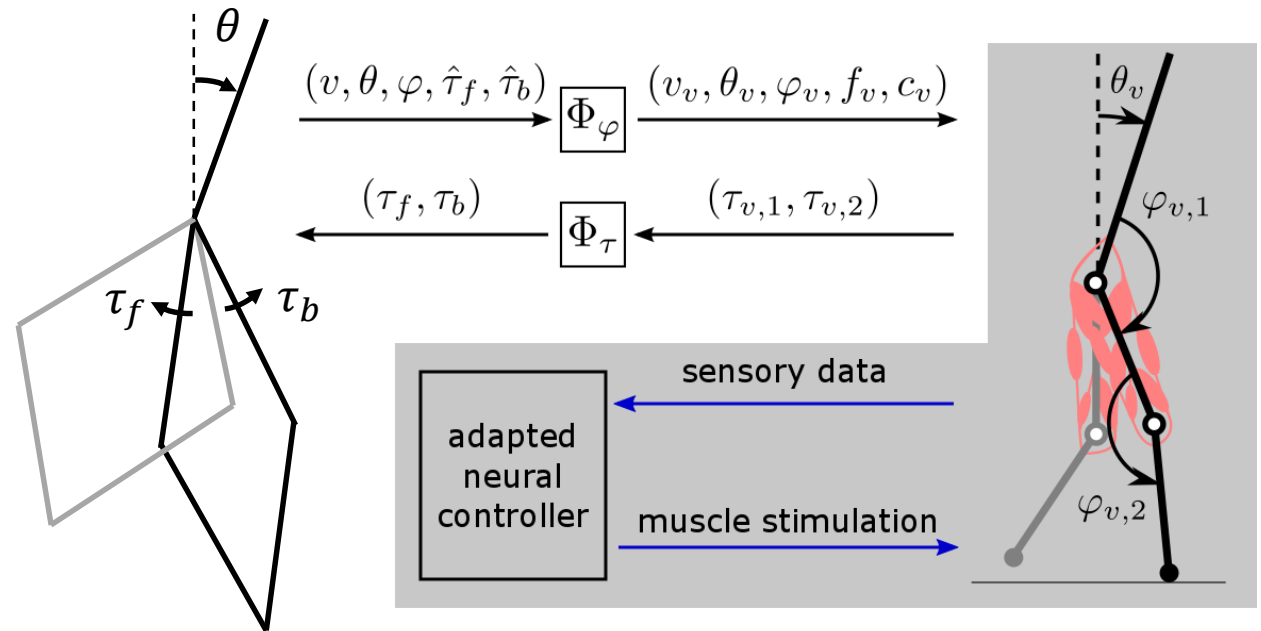 θ
(v, θ, φ, τ̂_f, τ̂_b)
Φ_φ
(v_v, θ_v, φ_v, f_v, c_v)
θ_v
(τ_f, τ_b)
Φ_τ
(τ_{v,1}, τ_{v,2})
φ_{v,1}
τ_f
τ_b
sensory data
adapted
neural
controller
muscle stimulation
φ_{v,2}